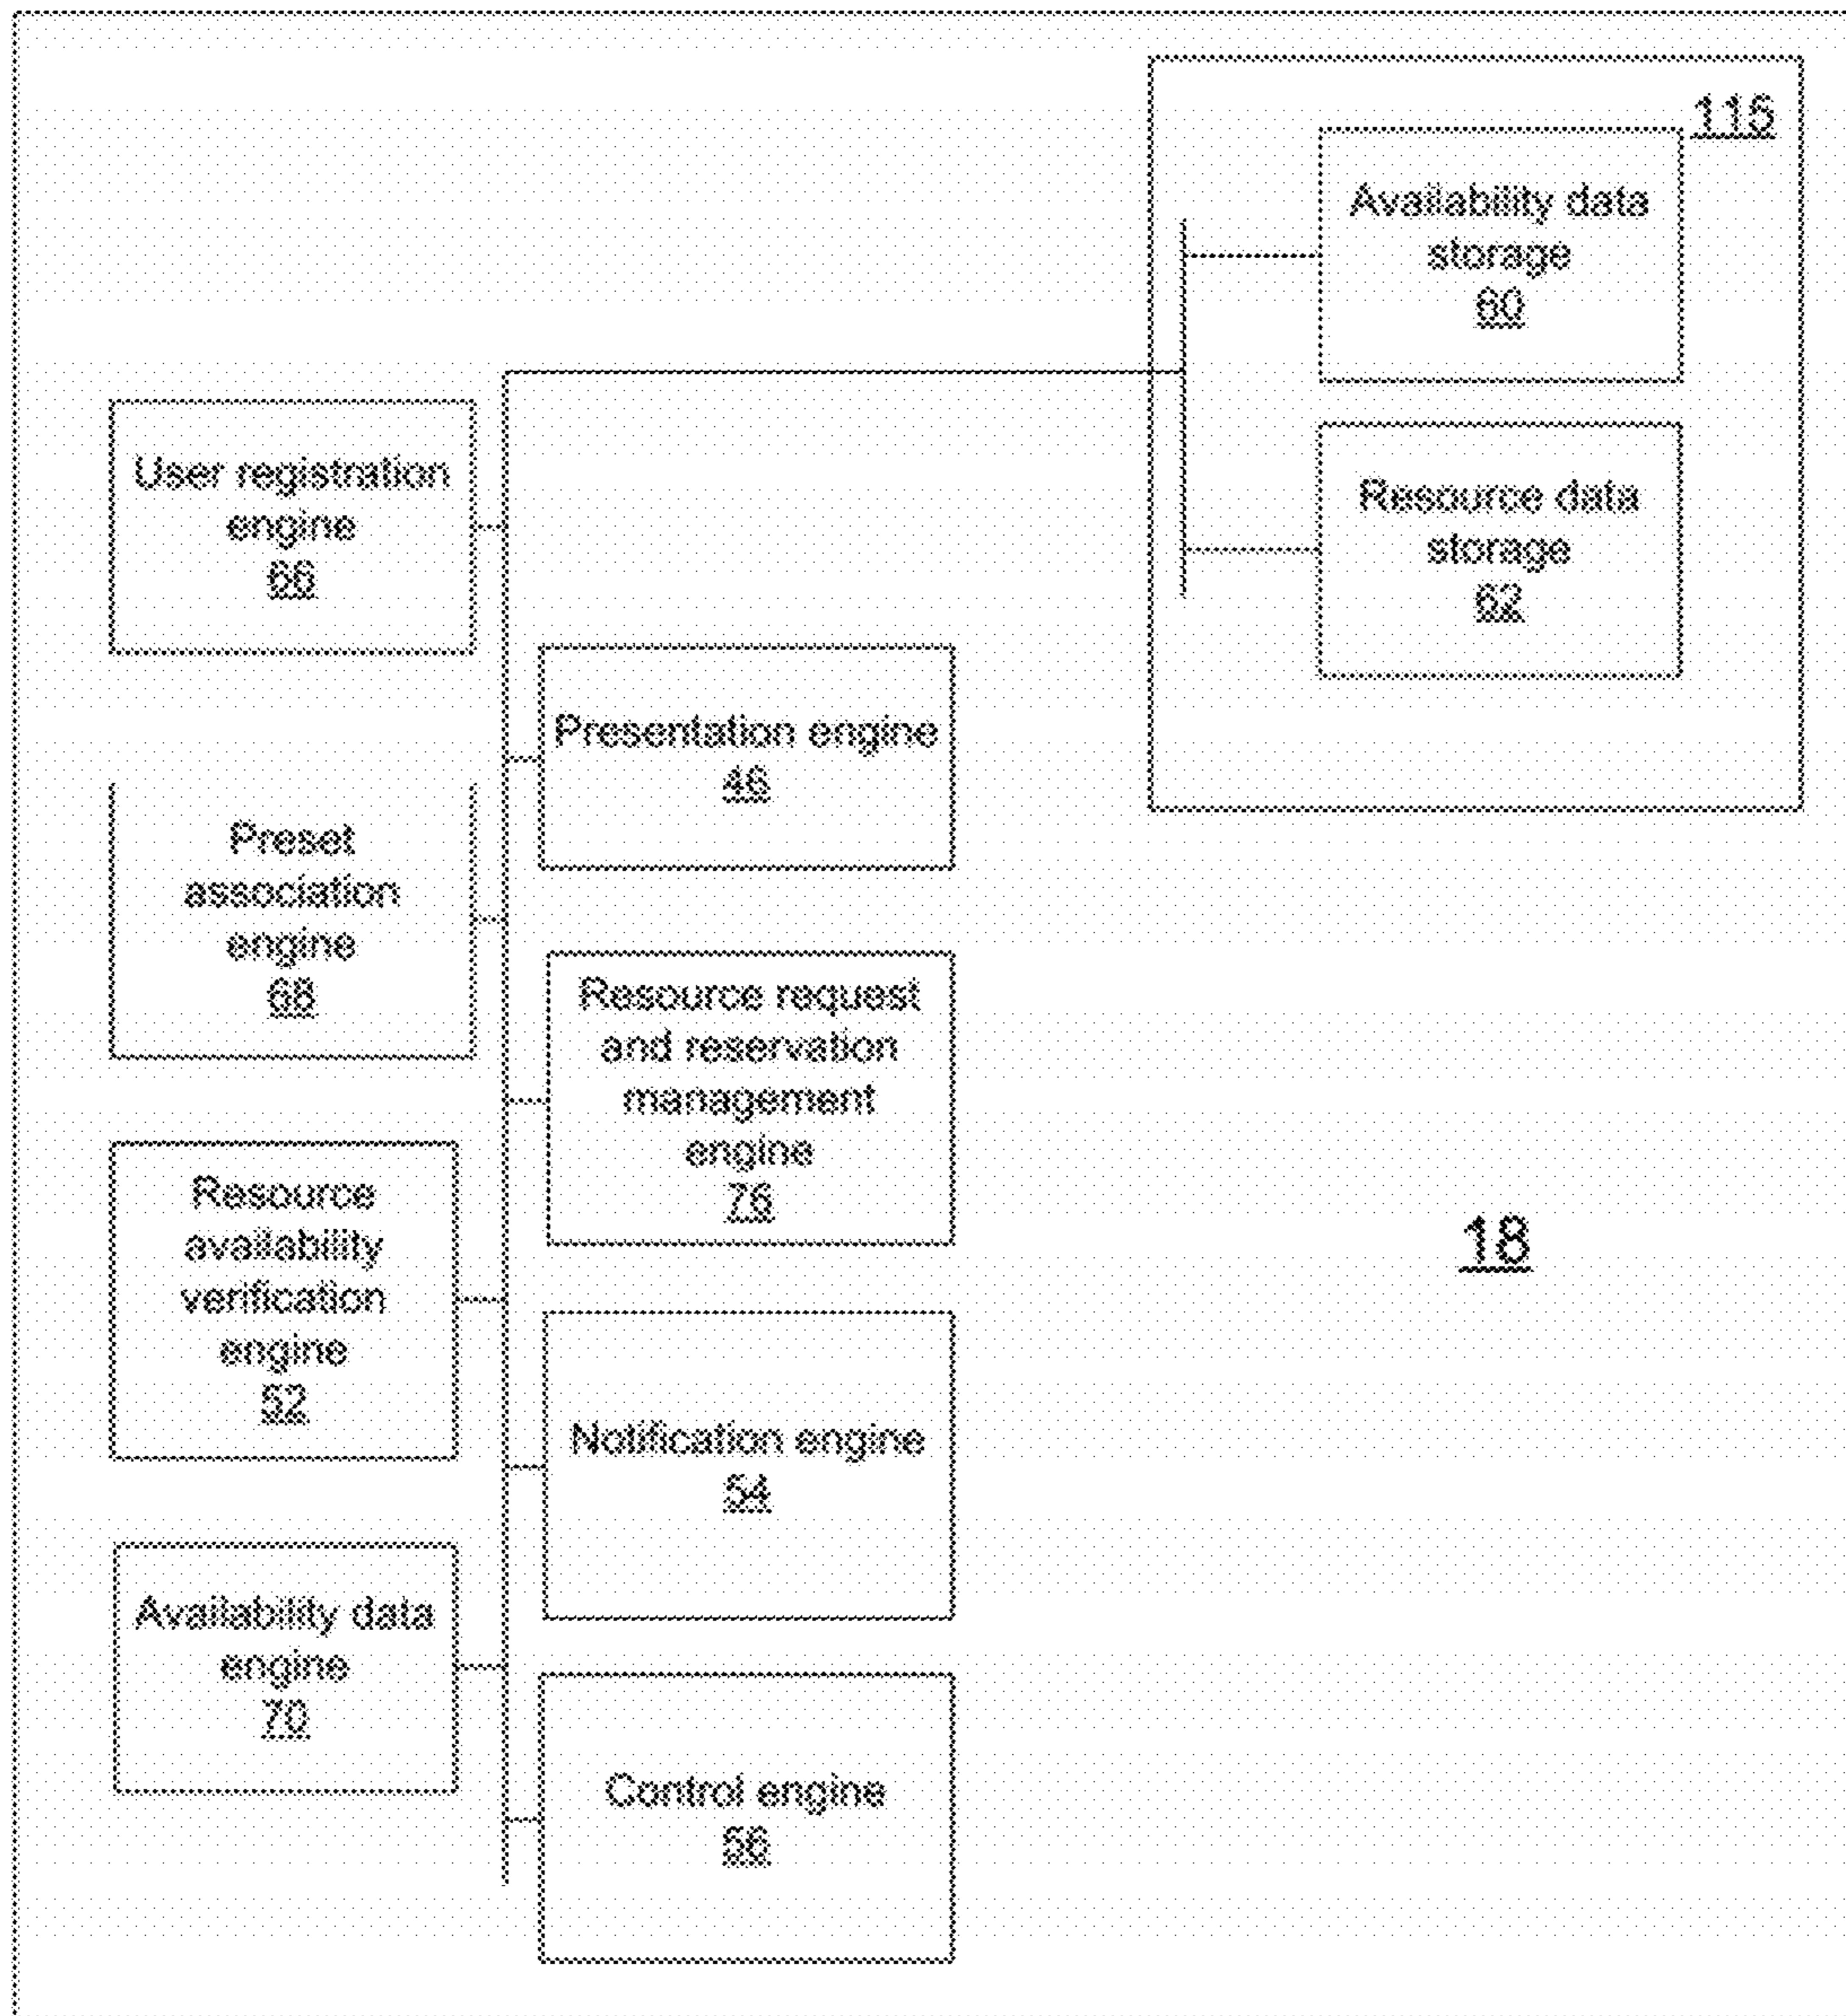 115
Availability data
storage
60
Resource data
storage
62
User registration
engine
66
Presentation engine
46
Preset
association
engine
68
Resource request
and reservation
management
engine
76
Resource
availability
verification
engine
52
Notification engine
54
Availability data
engine
70
Control engine
56
18